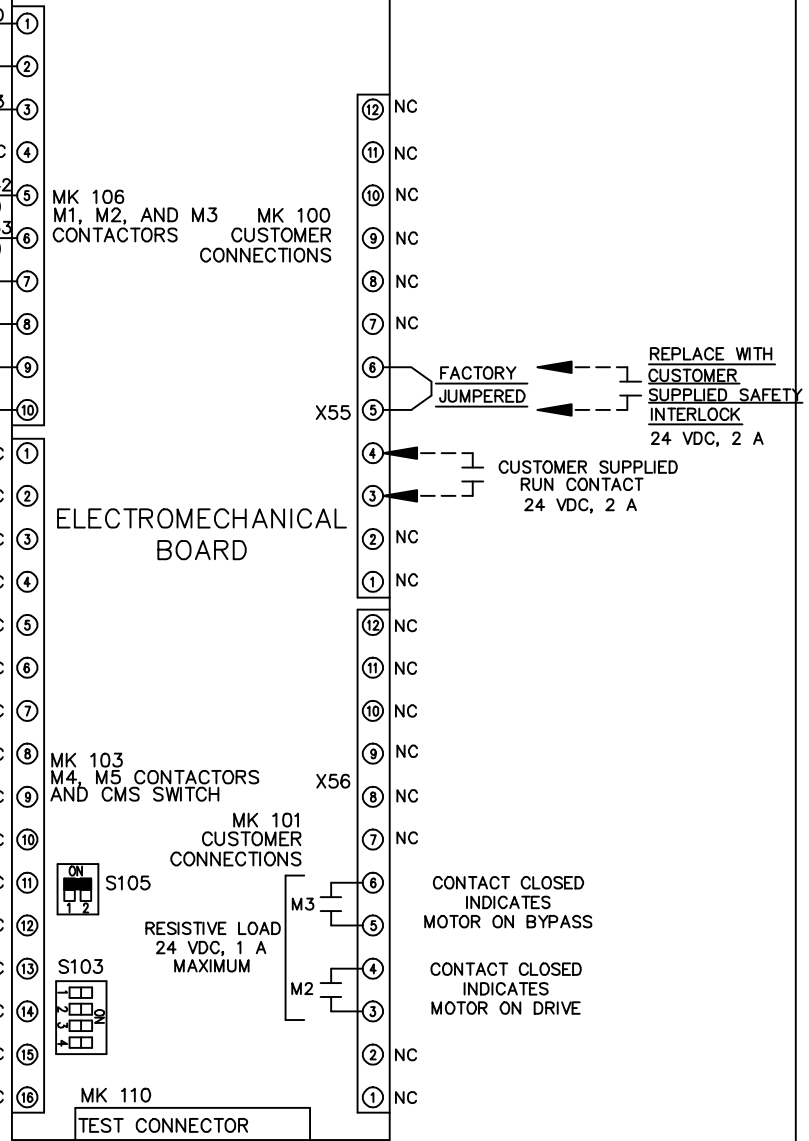 1
2
3
4
5
6
7
8
9
10
MK 106
M1, M2, AND M3
CONTACTORS
MK 100
CUSTOMER
CONNECTIONS
12 NC
11 NC
10 NC
9 NC
8 NC
7 NC
6
X55 5
4
3
2 NC
1 NC
FACTORY
JUMPERED
REPLACE WITH
CUSTOMER
SUPPLIED SAFETY
INTERLOCK
24 VDC, 2 A
CUSTOMER SUPPLIED
RUN CONTACT
24 VDC, 2 A
ELECTROMECHANICAL
BOARD
1
2
3
4
5
6
7
8
9
10
11
12
13
14
15
16
MK 103
M4, M5 CONTACTORS
AND CMS SWITCH
X56
MK 101
CUSTOMER
CONNECTIONS
12 NC
11 NC
10 NC
9 NC
8 NC
7 NC
6
5
4
3
2 NC
1 NC
ON
1 2
S105
M3
RESISTIVE LOAD
24 VDC, 1 A
MAXIMUM
M2
CONTACT CLOSED
INDICATES
MOTOR ON BYPASS
CONTACT CLOSED
INDICATES
MOTOR ON DRIVE
S103
1
2
3
4
ON
MK 110
TEST CONNECTOR